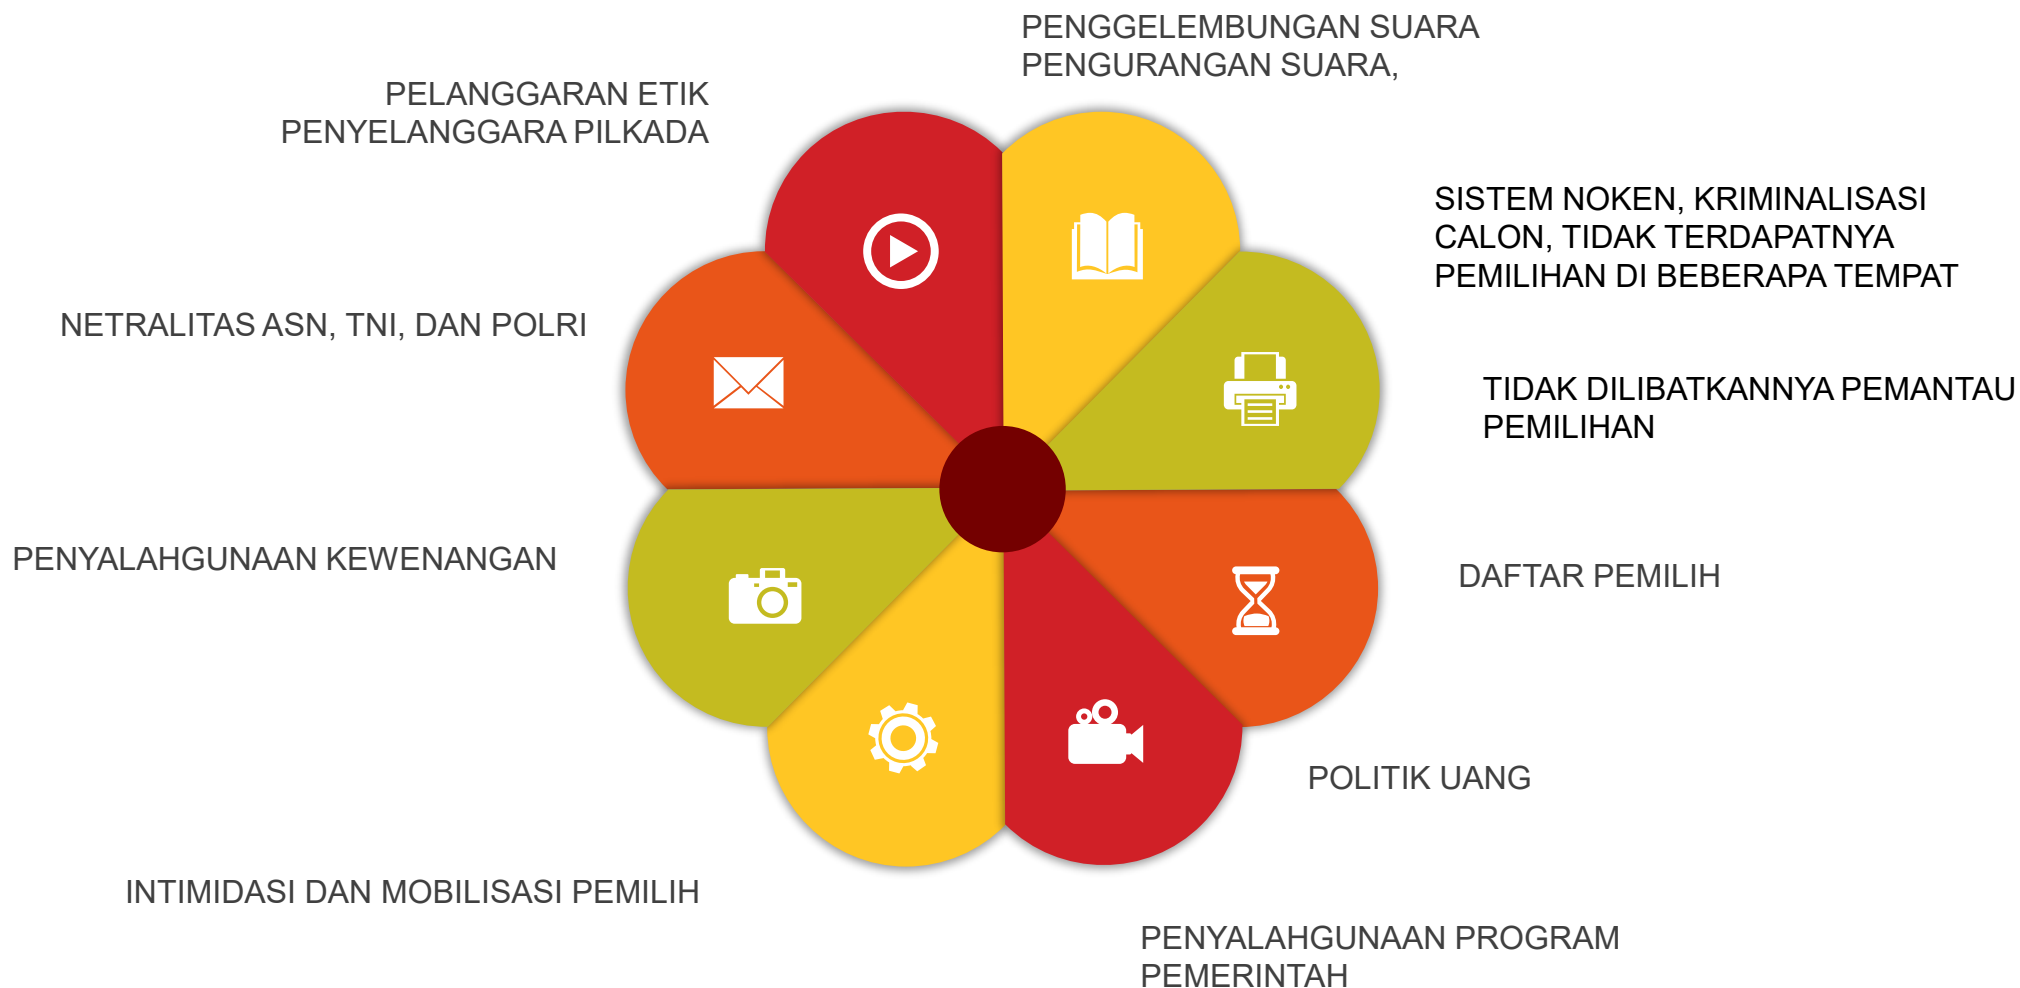 PENGGELEMBUNGAN SUARA
PENGURANGAN SUARA,
PELANGGARAN ETIK
PENYELANGGARA PILKADA
SISTEM NOKEN, KRIMINALISASI
CALON, TIDAK TERDAPATNYA
PEMILIHAN DI BEBERAPA TEMPAT
NETRALITAS ASN, TNI, DAN POLRI
TIDAK DILIBATKANNYA PEMANTAU
PEMILIHAN
PENYALAHGUNAAN KEWENANGAN
DAFTAR PEMILIH
POLITIK UANG
INTIMIDASI DAN MOBILISASI PEMILIH
PENYALAHGUNAAN PROGRAM
PEMERINTAH